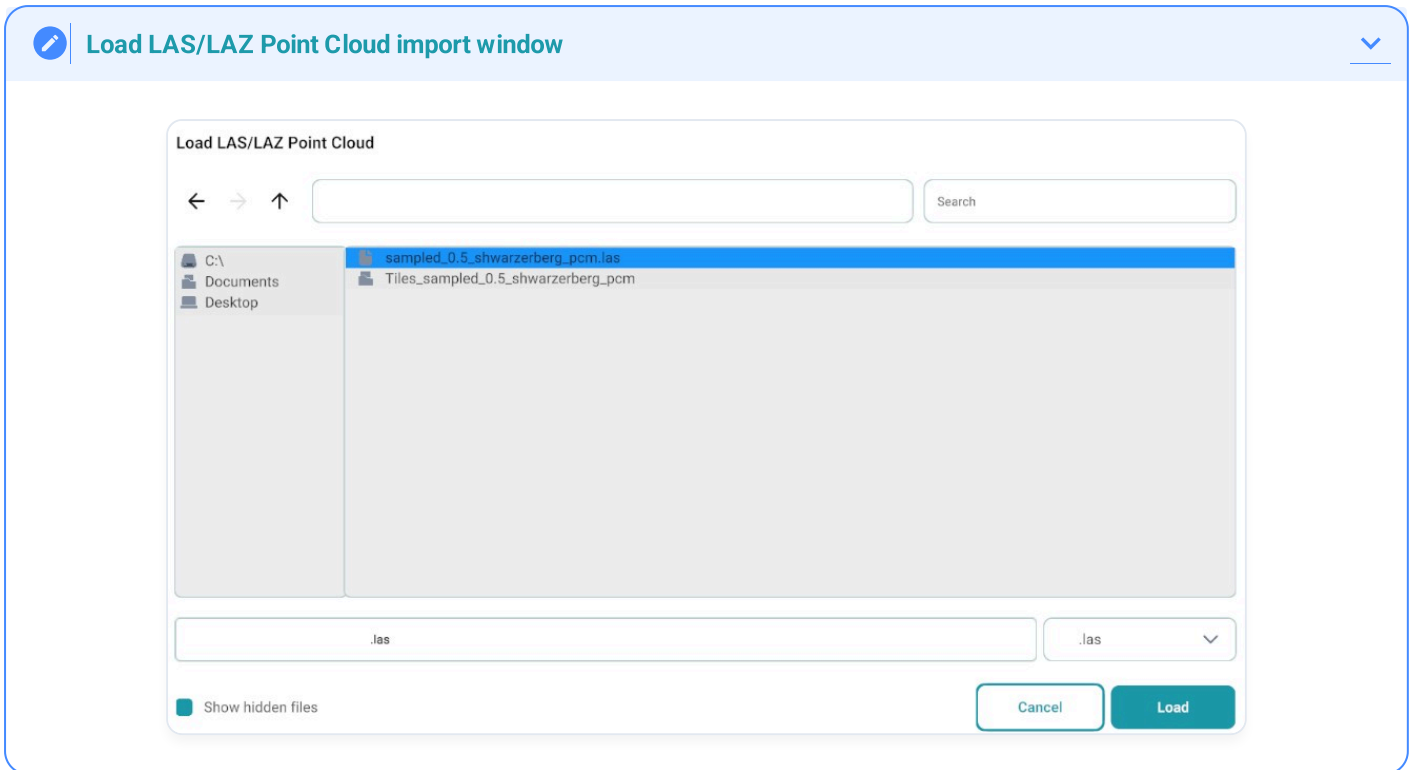 Load LAS/LAZ Point Cloud import window
Load LAS/LAZ Point Cloud
Search
C:\
Documents
Desktop
sampled_0.5_shwarzerberg_pcm.las
Tiles_sampled_0.5_shwarzerberg_pcm
.las
.las
Show hidden files
Cancel
Load